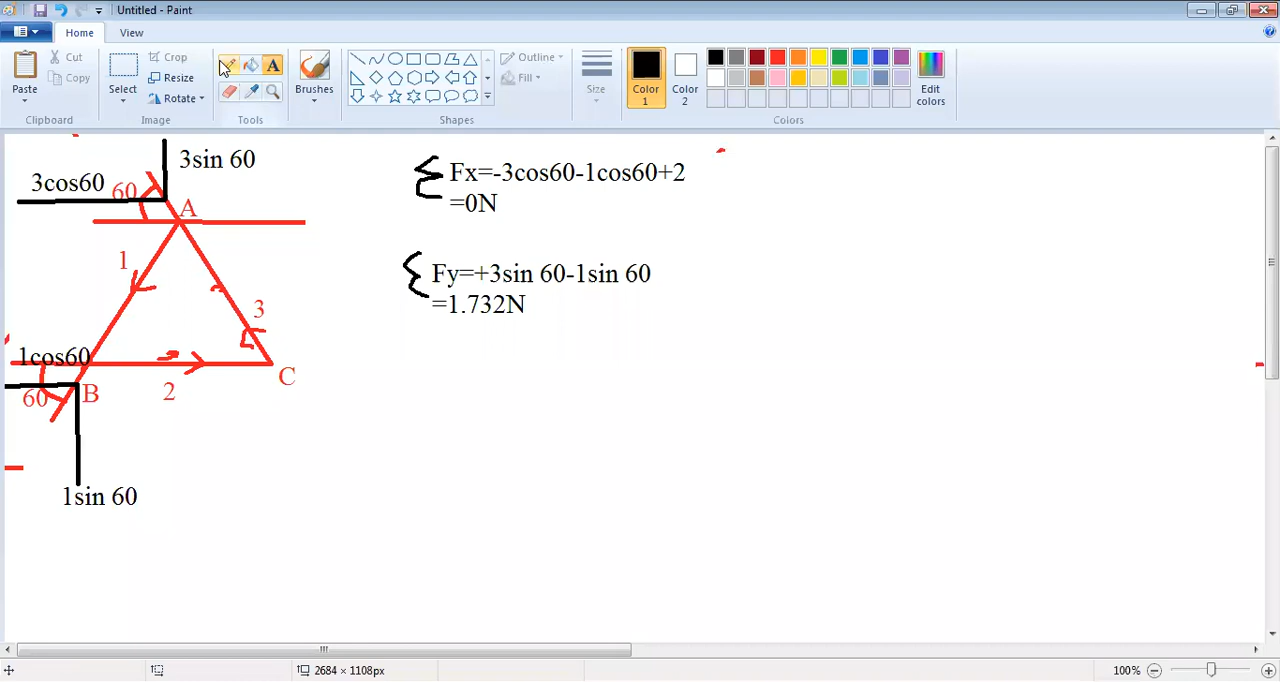 Untitled - Paint
Home
View
Paste
Cut
Copy
Clipboard
Select
Crop
Resize
Rotate
Image
A
Tools
Brushes
Outline
Fill
Shapes
Size
Color 1
Color 2
Edit colors
Colors
3sin 60
3cos60
60
A
1
3
1cos60
60
B
2
C
1sin 60
Fx=-3cos60-1cos60+2
=0N
Fy=+3sin 60-1sin 60
=1.732N
2684 × 1108px
100%